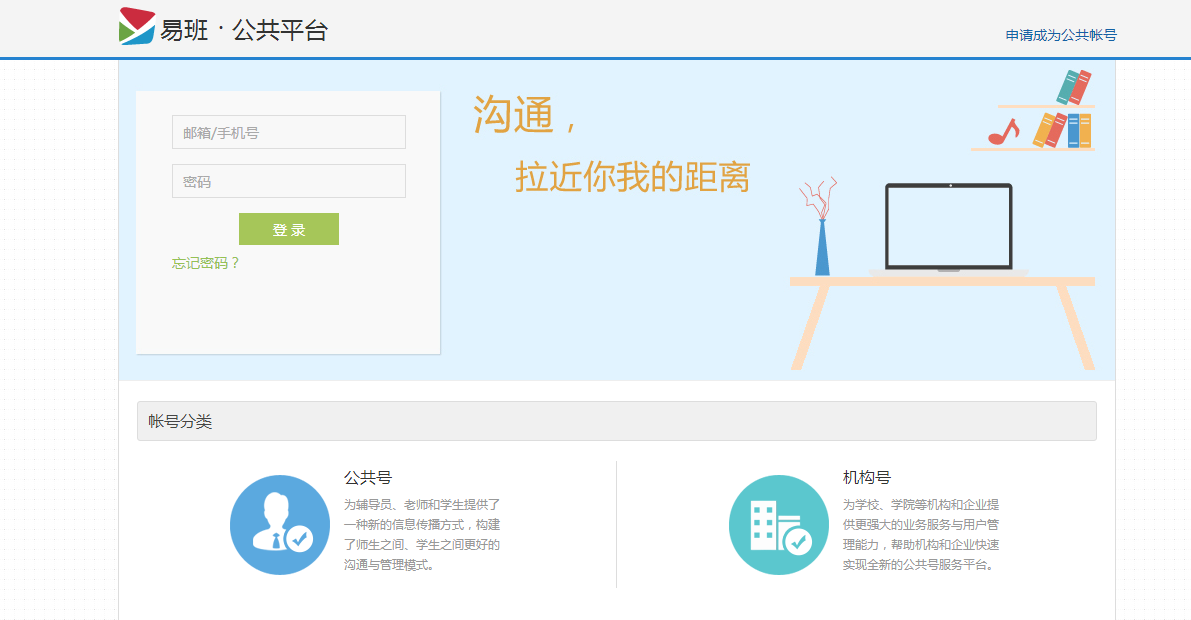 易班·公共平台
申请成为公共帐号
邮箱/手机号
密码
登 录
忘记密码？
沟通，
拉近你我的距离
帐号分类
公共号
为辅导员、老师和学生提供了
一种新的信息传播方式，构建
了师生之间、学生之间更好的
沟通与管理模式。
机构号
为学校、学院等机构和企业提
供更强大的业务服务与用户管
理能力，帮助机构和企业快速
实现全新的公共号服务平台。